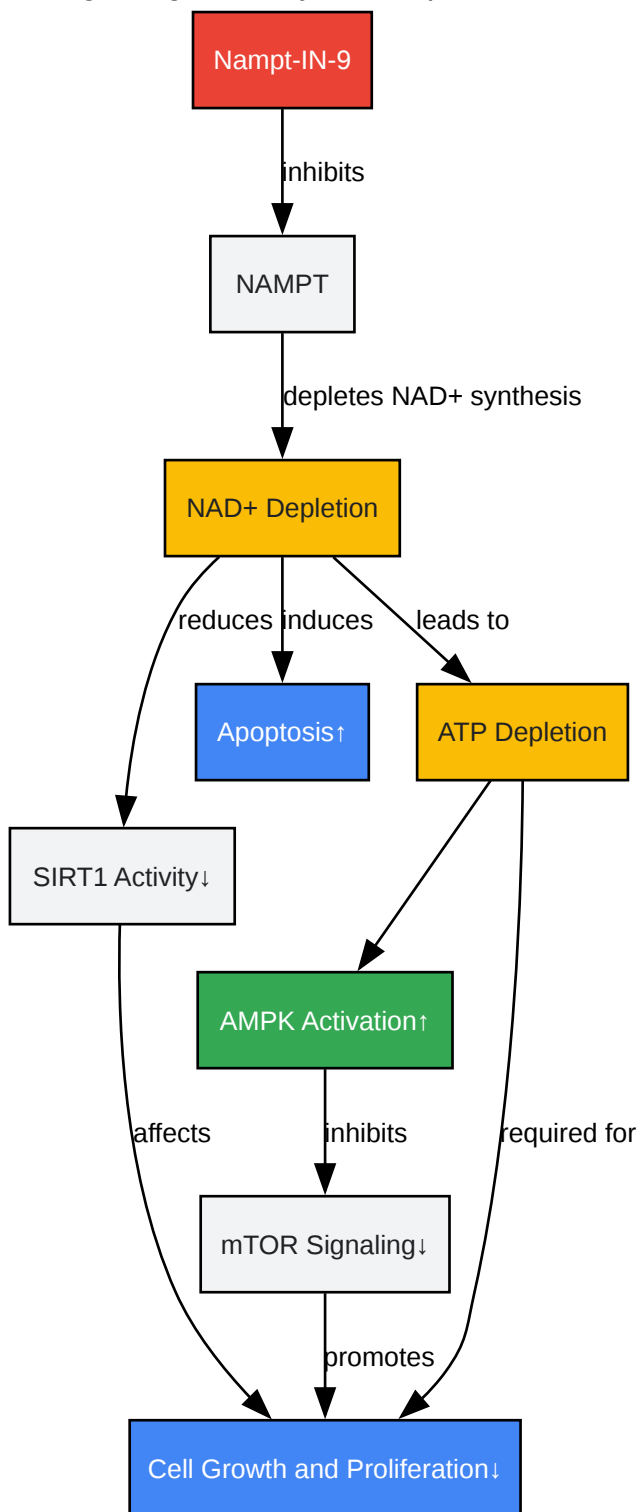 Nampt-IN-9
inhibits
NAMPT
depletes NAD+ synthesis
NAD+ Depletion
reduces
induces
leads to
Apoptosis↑
ATP Depletion
SIRT1 Activity↓
AMPK Activation↑
affects
inhibits
required for
mTOR Signaling↓
promotes
Cell Growth and Proliferation↓